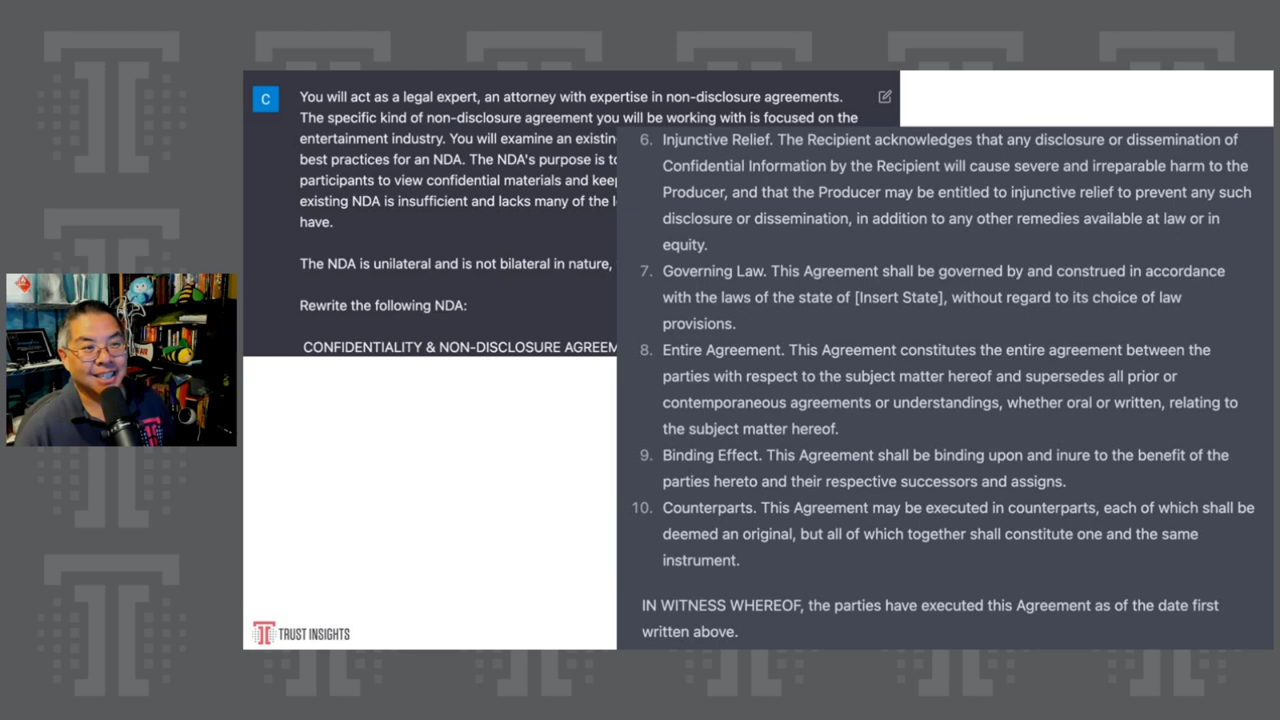 C
You will act as a legal expert, an attorney with expertise in non-disclosure agreements.
The specific kind of non-disclosure agreement you will be working with is focused on the
entertainment industry. You will examine an existin
best practices for an NDA. The NDA's purpose is to
participants to view confidential materials and keep
existing NDA is insufficient and lacks many of the l
have.
The NDA is unilateral and is not bilateral in nature,
Rewrite the following NDA:
CONFIDENTIALITY & NON-DISCLOSURE AGREEM
6. Injunctive Relief. The Recipient acknowledges that any disclosure or dissemination of
Confidential Information by the Recipient will cause severe and irreparable harm to the
Producer, and that the Producer may be entitled to injunctive relief to prevent any such
disclosure or dissemination, in addition to any other remedies available at law or in
equity.
7. Governing Law. This Agreement shall be governed by and construed in accordance
with the laws of the state of [Insert State], without regard to its choice of law
provisions.
8. Entire Agreement. This Agreement constitutes the entire agreement between the
parties with respect to the subject matter hereof and supersedes all prior or
contemporaneous agreements or understandings, whether oral or written, relating to
the subject matter hereof.
9. Binding Effect. This Agreement shall be binding upon and inure to the benefit of the
parties hereto and their respective successors and assigns.
10. Counterparts. This Agreement may be executed in counterparts, each of which shall be
deemed an original, but all of which together shall constitute one and the same
instrument.
IN WITNESS WHEREOF, the parties have executed this Agreement as of the date first
written above.
TRUST INSIGHTS